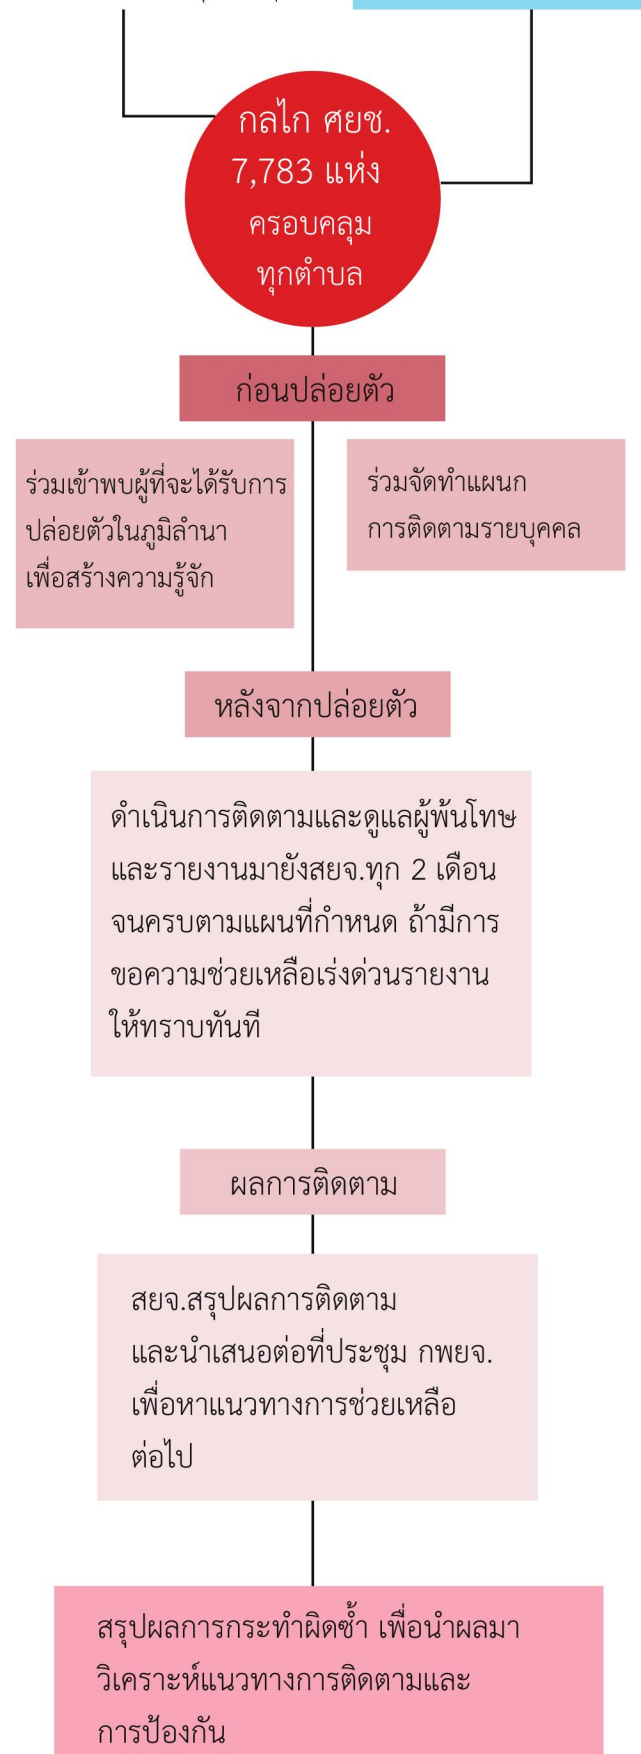 กลไก ศยช.
7,783 แห่ง
ครอบคลุม
ทุกตำบล
ก่อนปล่อยตัว
ร่วมเข้าพบผู้ที่จะได้รับการ
ปล่อยตัวในภูมิลำนา
เพื่อสร้างความรู้จัก
ร่วมจัดทำแผนก
การติดตามรายบุคคล
หลังจากปล่อยตัว
ดำเนินการติดตามและดูแลผู้พ้นโทษ
และรายงานมายังสยจ.ทุก 2 เดือน
จนครบตามแผนที่กำหนด ถ้ามีการ
ขอความช่วยเหลือเร่งด่วนรายงาน
ให้ทราบทันที
ผลการติดตาม
สยจ.สรุปผลการติดตาม
และนำเสนอต่อที่ประชุม กพยจ.
เพื่อหาแนวทางการช่วยเหลือ
ต่อไป
สรุปผลการกระทำผิดซ้ำ เพื่อนำผลมา
วิเคราะห์แนวทางการติดตามและ
การป้องกัน